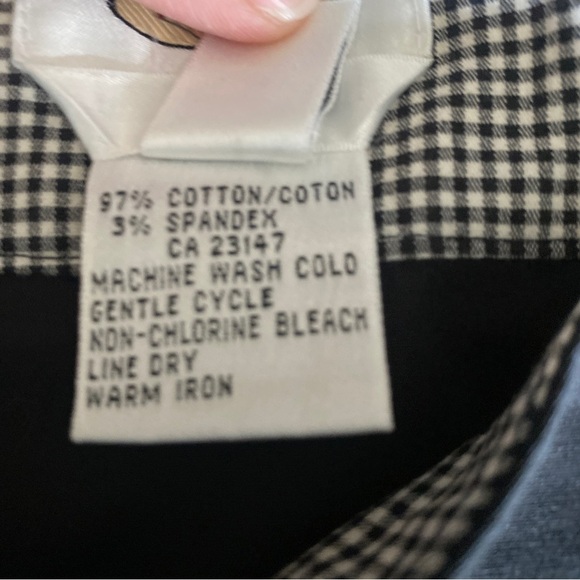 97% COTTON/COTON
3% SPANDEX
CA 23147
MACHINE WASH COLD
GENTLE CYCLE
NON-CHLORINE BLEACH
LINE DRY
WARM IRON